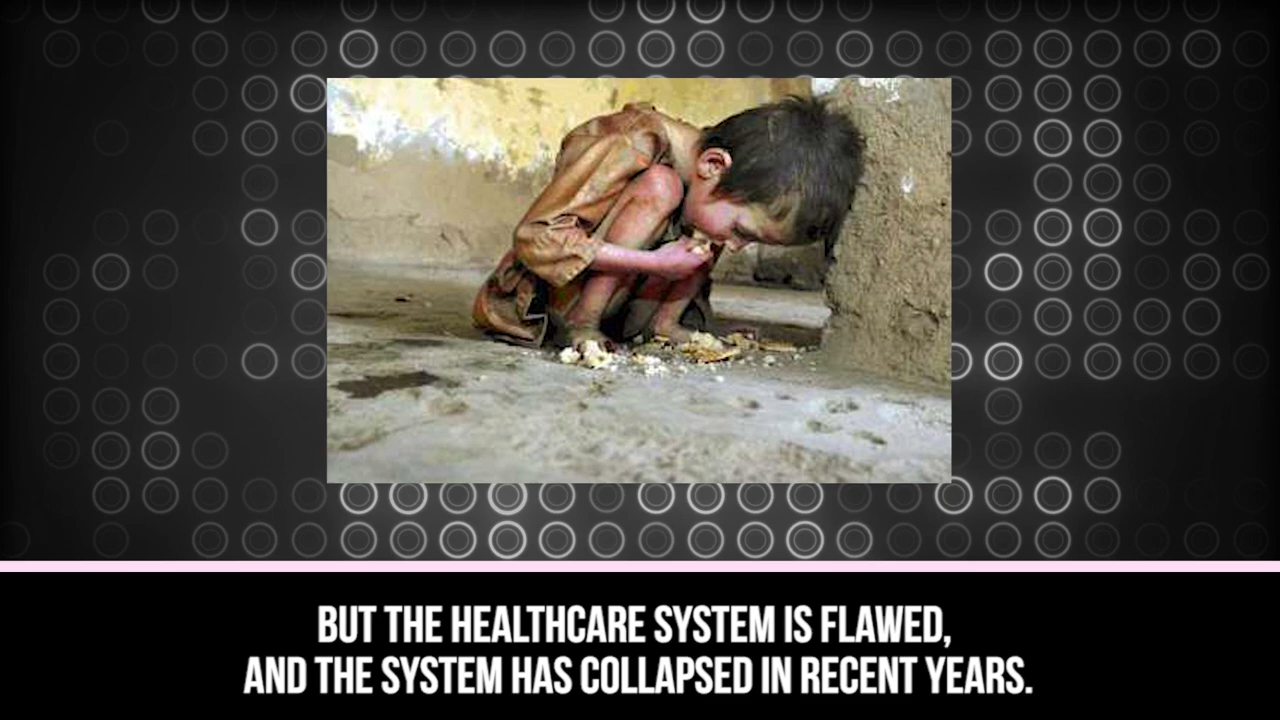 BUT THE HEALTHCARE SYSTEM IS FLAWED,
AND THE SYSTEM HAS COLLAPSED IN RECENT YEARS.